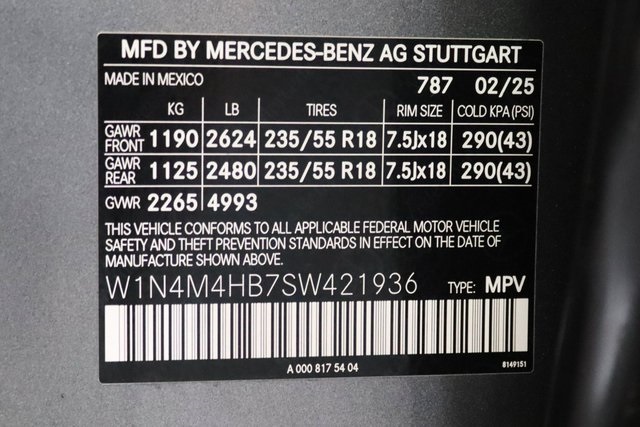 MFD BY MERCEDES-BENZ AG STUTTGART
MADE IN MEXICO 787 02/25
KG LB TIRES RIM SIZE COLD KPA (PSI)
GAWR FRONT 1190 2624 235/55 R18 7.5Jx18 290(43)
GAWR REAR 1125 2480 235/55 R18 7.5Jx18 290(43)
GVWR 2265 4993
THIS VEHICLE CONFORMS TO ALL APPLICABLE FEDERAL MOTOR VEHICLE
SAFETY AND THEFT PREVENTION STANDARDS IN EFFECT ON THE DATE OF
MANUFACTURE SHOWN ABOVE.
W1N4M4HB7SW421936 TYPE: MPV
A 000 817 54 04 8149151